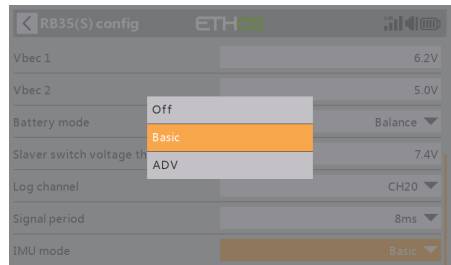 RB35(S) config ETHOS
Vbec 1 6.2V
Vbec 2 5.0V
Off
Battery mode Balance
Basic
Slaver switch voltage th 7.4V
ADV
Log channel CH20
Signal period 8ms
IMU mode Basic